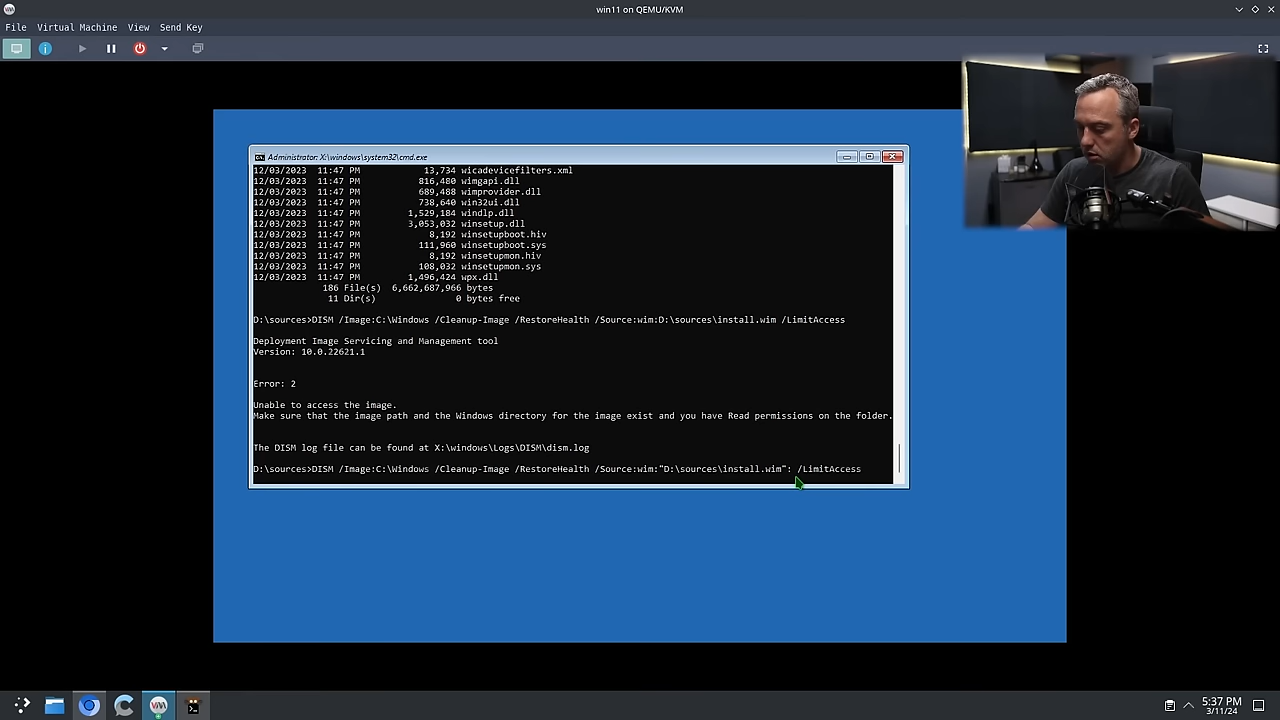 win11 on QEMU/KVM
File Virtual Machine View Send Key
Administrator: X:\windows\system32\cmd.exe
12/03/2023 11:47 PM 13,734 wicadevicefilters.xml
12/03/2023 11:47 PM 816,480 wimgapi.dll
12/03/2023 11:47 PM 689,488 wimprovider.dll
12/03/2023 11:47 PM 738,640 win32ui.dll
12/03/2023 11:47 PM 1,529,184 windlp.dll
12/03/2023 11:47 PM 3,053,032 winsetup.dll
12/03/2023 11:47 PM 8,192 winsetupboot.hiv
12/03/2023 11:47 PM 111,960 winsetupboot.sys
12/03/2023 11:47 PM 8,192 winsetupmon.hiv
12/03/2023 11:47 PM 108,032 winsetupmon.sys
12/03/2023 11:47 PM 1,496,424 wpx.dll
186 File(s) 6,662,687,966 bytes
11 Dir(s) 0 bytes free
D:\sources>DISM /Image:C:\Windows /Cleanup-Image /RestoreHealth /Source:wim:D:\sources\install.wim /LimitAccess
Deployment Image Servicing and Management tool
Version: 10.0.22621.1
Error: 2
Unable to access the image.
Make sure that the image path and the Windows directory for the image exist and you have Read permissions on the folder.
The DISM log file can be found at X:\windows\Logs\DISM\dism.log
D:\sources>DISM /Image:C:\Windows /Cleanup-Image /RestoreHealth /Source:wim:"D:\sources\install.wim": /LimitAccess
5:37 PM
3/11/24